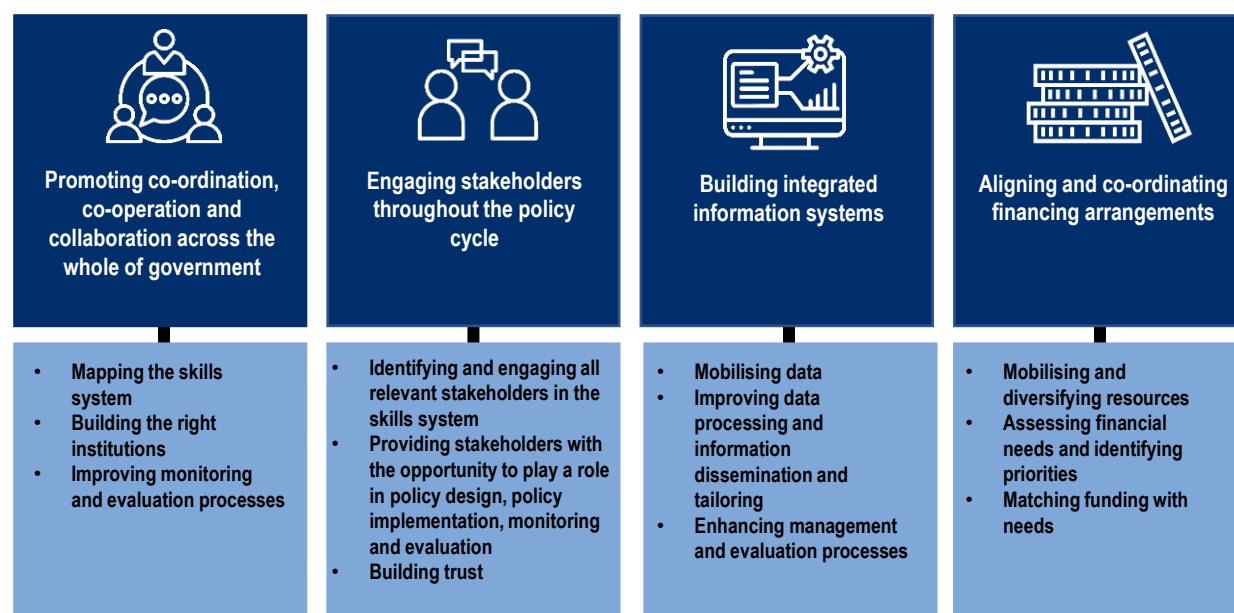 Promoting co-ordination,
co-operation and
collaboration across the
whole of government
• Mapping the skills
system
• Building the right
institutions
• Improving monitoring
and evaluation processes
Engaging stakeholders
throughout the policy
cycle
• Identifying and engaging all
relevant stakeholders in the
skills system
• Providing stakeholders with
the opportunity to play a role
in policy design, policy
implementation, monitoring
and evaluation
• Building trust
Building integrated
information systems
• Mobilising data
• Improving data
processing and
information
dissemination and
tailoring
• Enhancing management
and evaluation processes
Aligning and co-ordinating
financing arrangements
• Mobilising and
diversifying resources
• Assessing financial
needs and identifying
priorities
• Matching funding with
needs